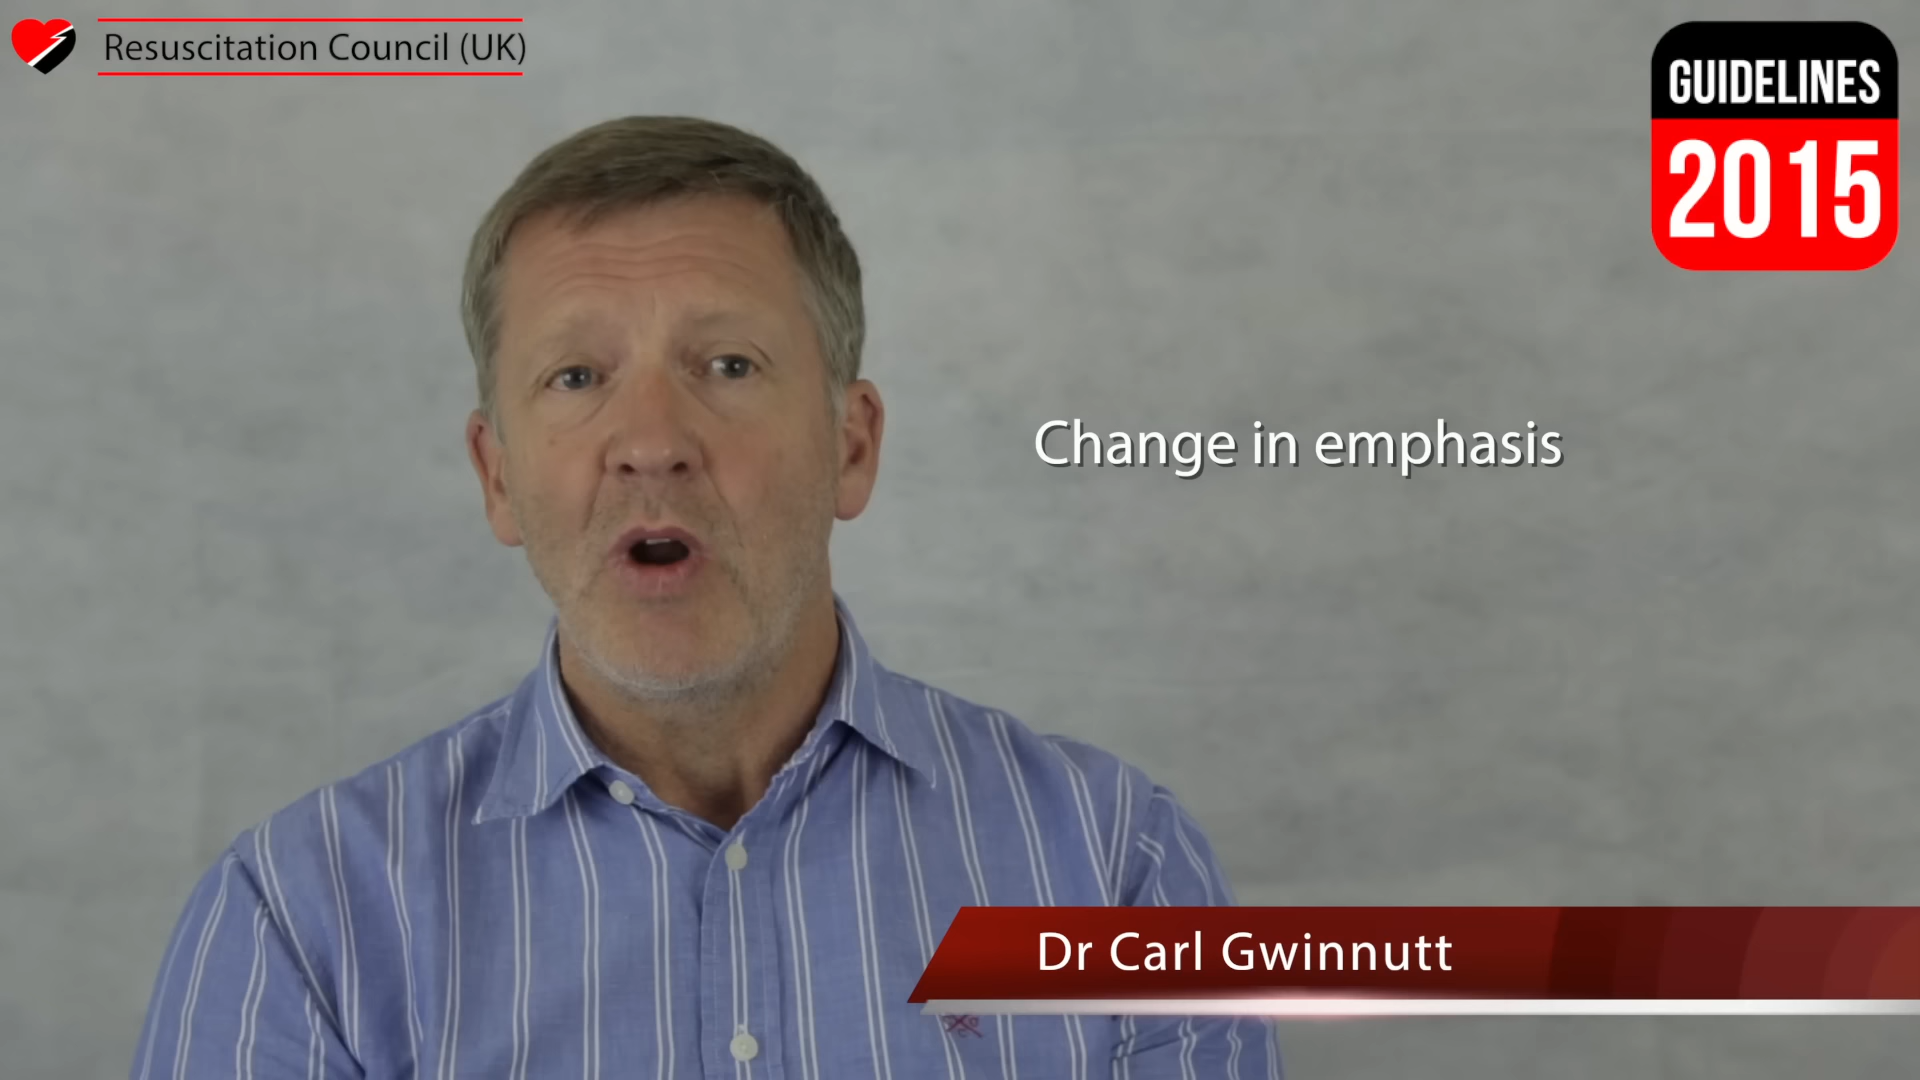 Resuscitation Council (UK)
GUIDELINES
2015
Change in emphasis
Dr Carl Gwinnutt